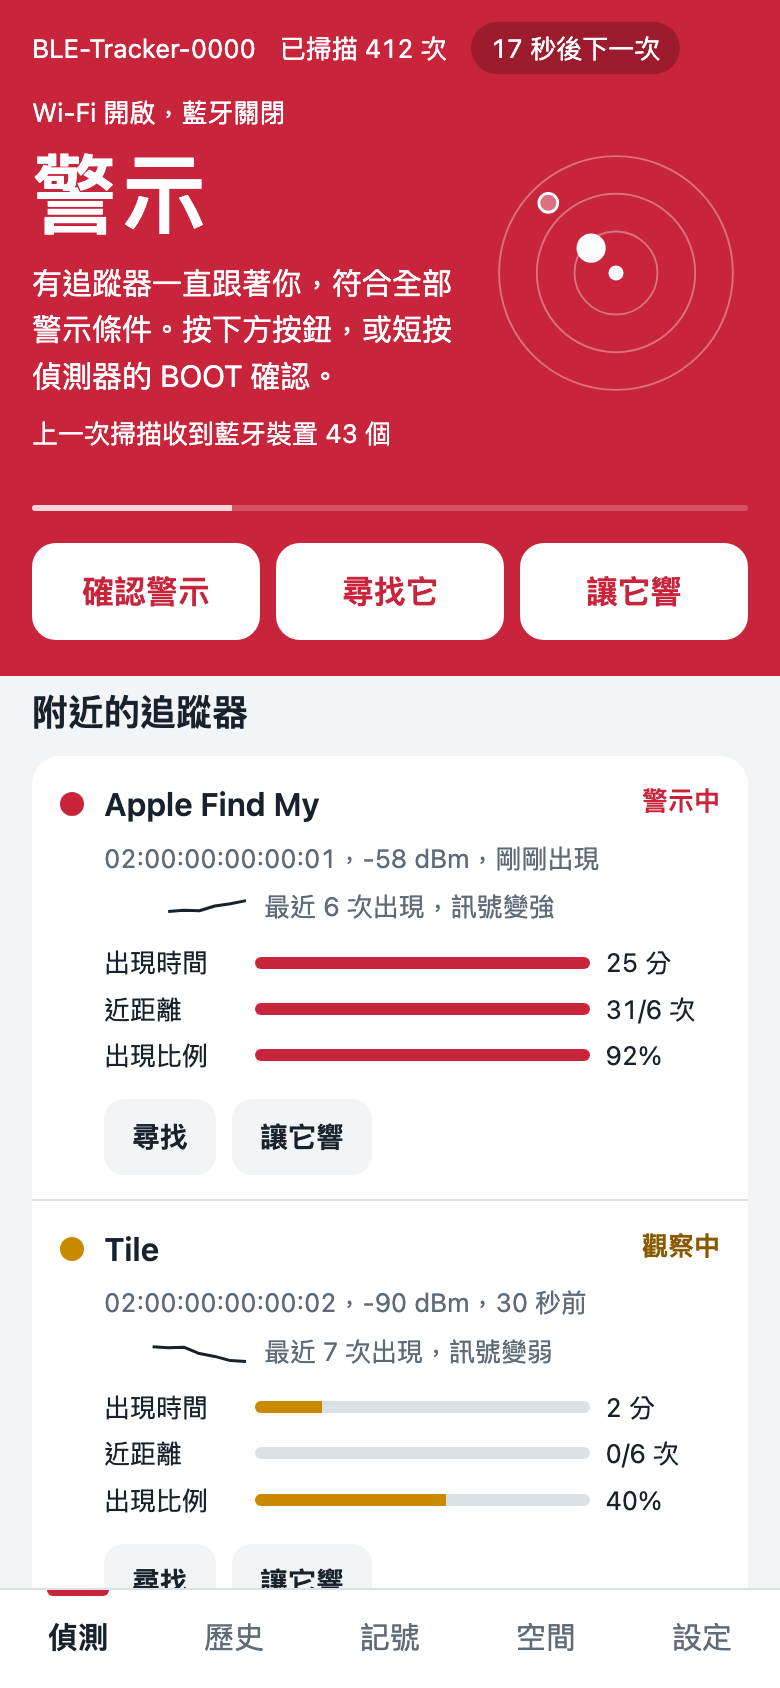 BLE-Tracker-0000 已掃描 412 次 17 秒後下一次
Wi-Fi 開啟，藍牙關閉
警示
有追蹤器一直跟著你，符合全部
警示條件。按下方按鈕，或短按
偵測器的 BOOT 確認。
上一次掃描收到藍牙裝置 43 個
確認警示 尋找它 讓它響
附近的追蹤器
Apple Find My 警示中
02:00:00:00:00:01，-58 dBm，剛剛出現
最近 6 次出現，訊號變強
出現時間 25 分
近距離 31/6 次
出現比例 92%
尋找 讓它響
Tile 觀察中
02:00:00:00:00:02，-90 dBm，30 秒前
最近 7 次出現，訊號變弱
出現時間 2 分
近距離 0/6 次
出現比例 40%
尋找 讓它響
偵測 歷史 記號 空間 設定